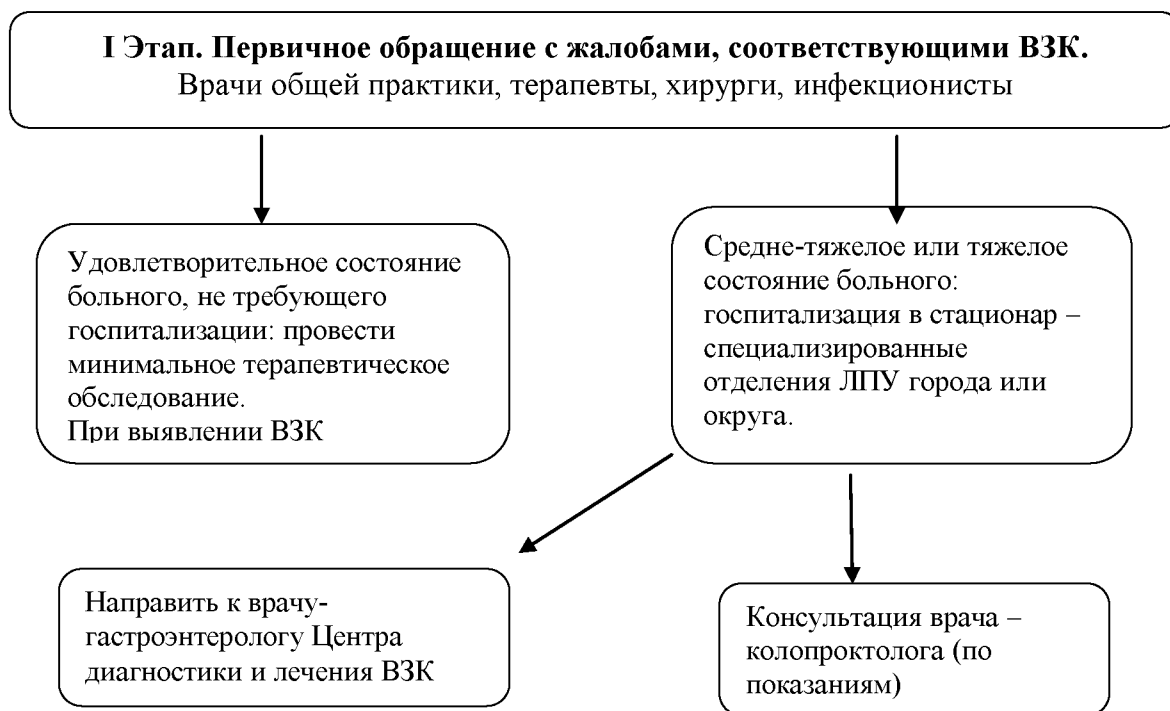 I Этап. Первичное обращение с жалобами, соответствующими ВЗК.
Врачи общей практики, терапевты, хирурги, инфекционисты
Удовлетворительное состояние
больного, не требующего
госпитализации: провести
минимальное терапевтическое
обследование.
При выявлении ВЗК
Средне-тяжелое или тяжелое
состояние больного:
госпитализация в стационар –
специализированные
отделения ЛПУ города или
округа.
Направить к врачу-
гастроэнтерологу Центра
диагностики и лечения ВЗК
Консультация врача –
колопроктолога (по
показаниям)